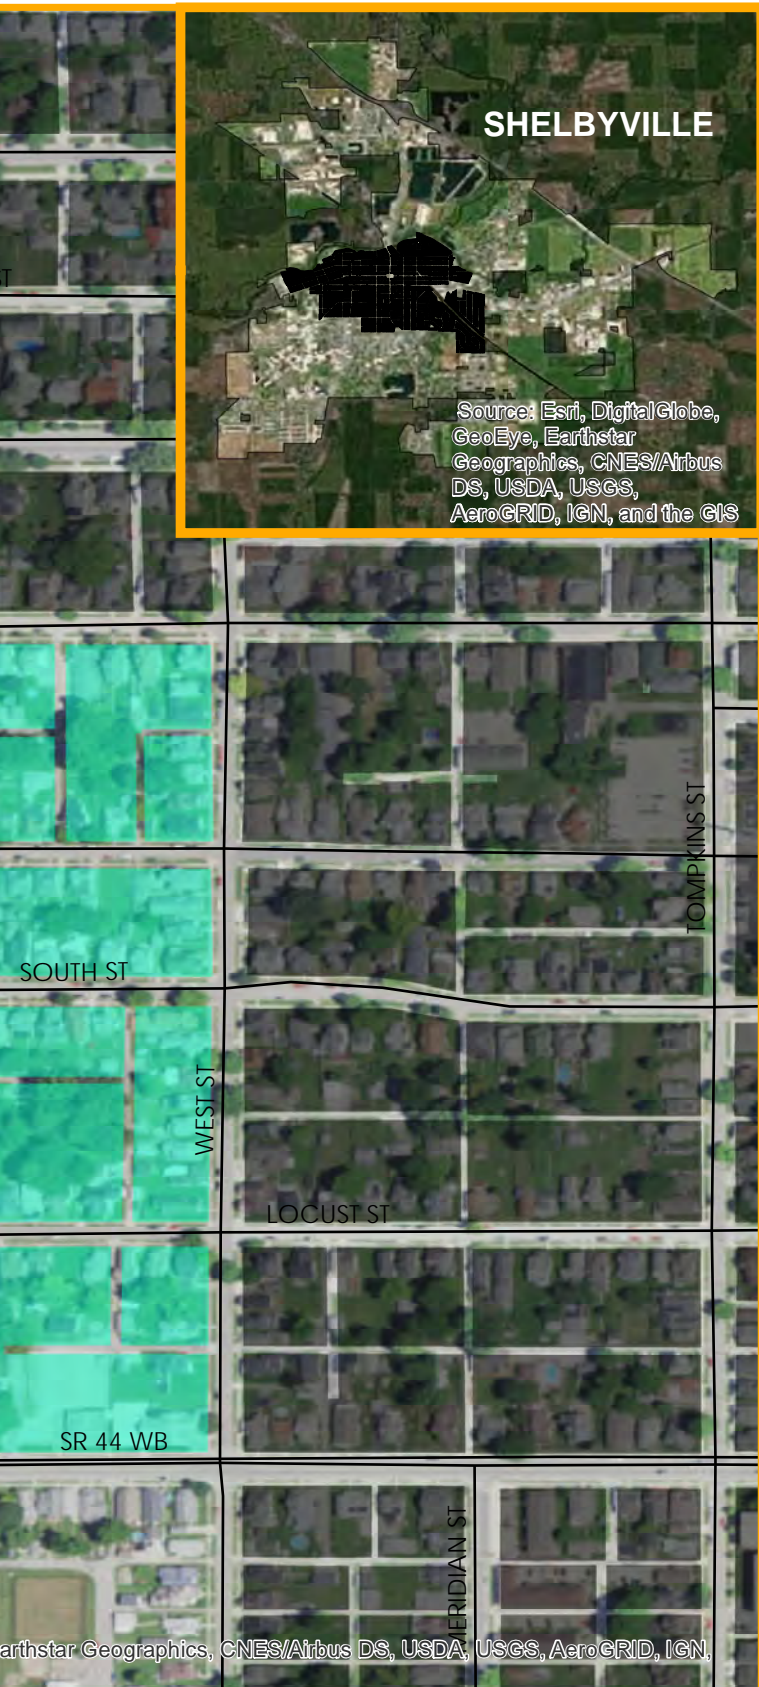 SHELBYVILLE
Source: Esri, DigitalGlobe,
GeoEye, Earthstar
Geographics, CNES/Airbus
DS, USDA, USGS,
AeroGRID, IGN, and the GIS
TOMPKINS ST
SOUTH ST
WEST ST
LOCUST ST
SR 44 WB
MERIDIAN ST
arthstar Geographics, CNES/Airbus DS, USDA, USGS, AeroGRID, IGN,